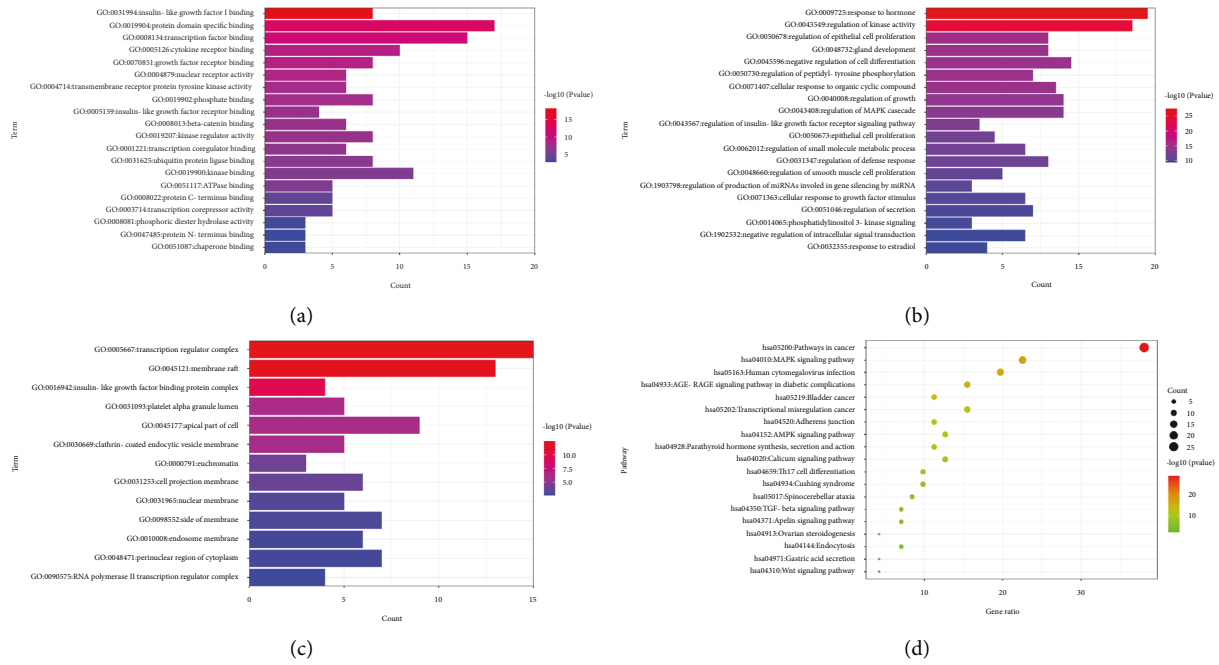 GO:0031994:insulin- like growth factor I binding
GO:0019904:protein domain specific binding
GO:0008134:transcription factor binding
GO:0005126:cytokine receptor binding
GO:0070851:growth factor receptor binding
GO:0004879:nuclear receptor activity
GO:0004714:transmembrane receptor protein tyrosine kinase activity
GO:0019902:phosphate binding
GO:0005159:insulin- like growth factor receptor binding
GO:0008013:beta-catenin binding
GO:0019207:kinase regulator activity
GO:0001221:transcription coregulator binding
GO:0031625:ubiquitin protein ligase binding
GO:0019900:kinase binding
GO:0051117:ATPase binding
GO:0008022:protein C- terminus binding
GO:0003714:transcription corepressor activity
GO:0008081:phosphoric diester hydrolase activity
GO:0047485:protein N- terminus binding
GO:0051087:chaperone binding
Term
0 5 10 15 20
Count
-log10 (Pvalue)
15
10
5
(a)
GO:0009725:response to hormone
GO:0043549:regulation of kinase activity
GO:0050678:regulation of epithelial cell proliferation
GO:0048732:gland development
GO:0045596:negative regulation of cell differentiation
GO:0050730:regulation of peptidyl- tyrosine phosphorylation
GO:0071407:cellular response to organic cyclic compound
GO:0040008:regulation of growth
GO:0043408:regulation of MAPK cascade
GO:0043567:regulation of insulin- like growth factor receptor signaling pathway
GO:0050673:epithelial cell proliferation
GO:0062012:regulation of small molecule metabolic process
GO:0031347:regulation of defense response
GO:0048660:regulation of smooth muscle cell proliferation
GO:1903798:regulation of production of miRNAs involed in gene silencing by miRNA
GO:0071363:cellular response to growth factor stimulus
GO:0051046:regulation of secretion
GO:0014065:phosphatidylinositol 3- kinase signaling
GO:1902532:negative regulation of intracellular signal transduction
GO:0032355:response to estradiol
Term
0 5 15 20
Count
-log10 (Pvalue)
25
20
15
10
(b)
GO:0005667:transcription regulator complex
GO:0045121:membrane raft
GO:0016942:insulin- like growth factor binding protein complex
GO:0031093:platelet alpha granule lumen
GO:0045177:apical part of cell
GO:0030669:clathrin- coated endocytic vesicle membrane
GO:0000791:euchromatin
GO:0031253:cell projection membrane
GO:0031965:nuclear membrane
GO:0098552:side of membrane
GO:0010008:endosome membrane
GO:0048471:perinuclear region of cytoplasm
GO:0090575:RNA polymerase II transcription regulator complex
Term
0 5 10 15
Count
-log10 (Pvalue)
10.0
7.5
5.0
(c)
hsa05200:Pathways in cancer
hsa04010:MAPK signaling pathway
hsa05163:Human cytomegalovirus infection
hsa04933:AGE- RAGE signaling pathway in diabetic complications
hsa05219:Bladder cancer
hsa05202:Transcriptional misregulation cancer
hsa04520:Adherens junction
hsa04152:AMPK signaling pathway
hsa04928:Parathyroid hormone synthesis, secretion and action
hsa04020:Calicum signaling pathway
hsa04659:Th17 cell differentiation
hsa04934:Cushing syndrome
hsa05017:Spinocerebellar ataxia
hsa04350:TGF- beta signaling pathway
hsa04371:Apelin signaling pathway
hsa04913:Ovarian steroidogenesis
hsa04144:Endocytosis
hsa04971:Gastric acid secretion
hsa04310:Wnt signaling pathway
Pathway
10 20 30
Gene ratio
Count
5
10
15
20
25
-log10 (pvalue)
20
10
(d)